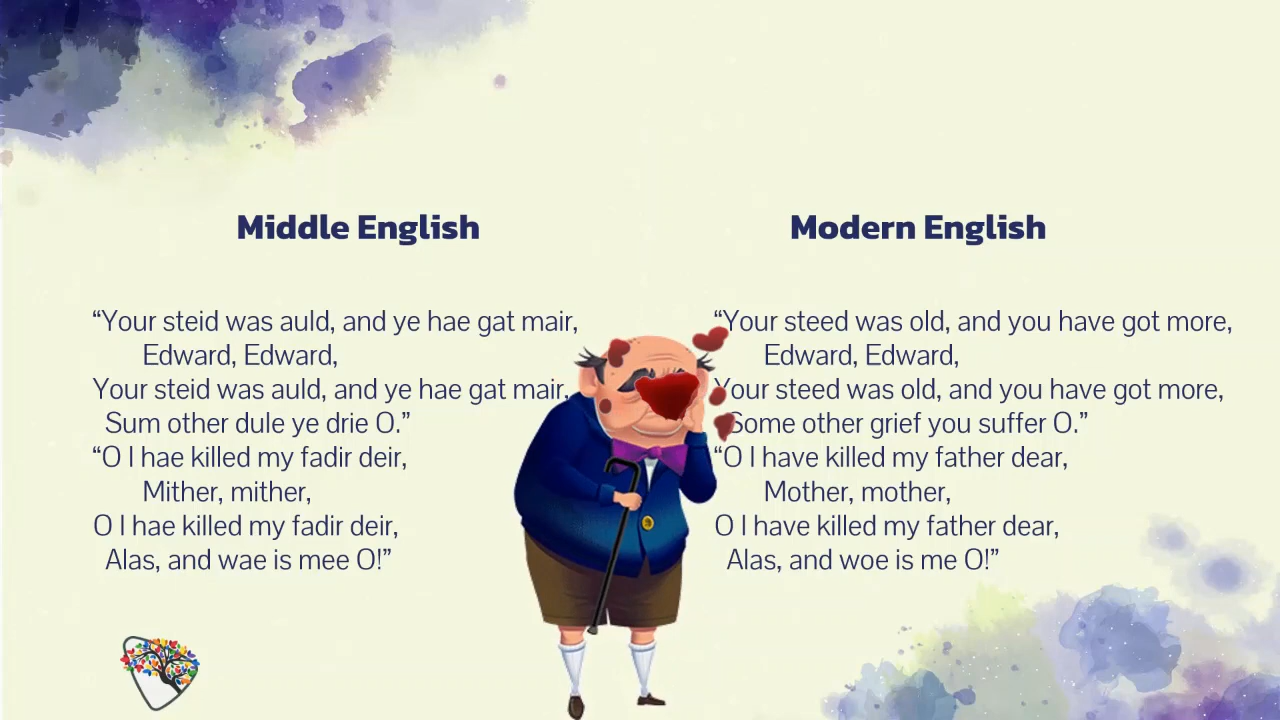 Middle English
“Your steid was auld, and ye hae gat mair,
Edward, Edward,
Your steid was auld, and ye hae gat mair,
Sum other dule ye drie O.”
“O I hae killed my fadir deir,
Mither, mither,
O I hae killed my fadir deir,
Alas, and wae is mee O!”
Modern English
“Your steed was old, and you have got more,
Edward, Edward,
Your steed was old, and you have got more,
Some other grief you suffer O.”
“O I have killed my father dear,
Mother, mother,
O I have killed my father dear,
Alas, and woe is me O!”